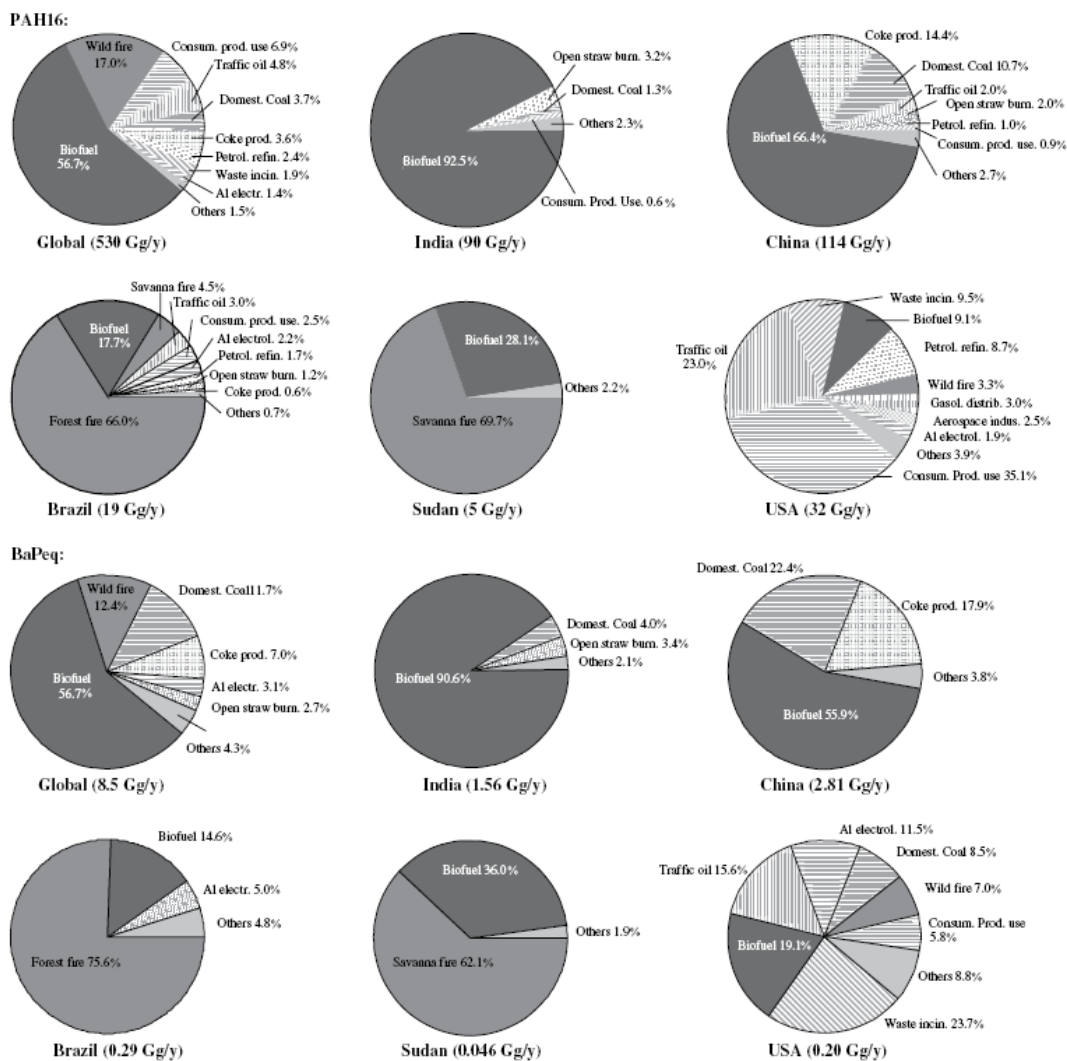 PAH16:
Wild fire
17.0%
Consum. prod. use 6.9%
Traffic oil 4.8%
Domest. Coal 3.7%
Coke prod. 3.6%
Petrol. refin. 2.4%
Waste incin. 1.9%
Al electr. 1.4%
Others 1.5%
Biofuel
56.7%
Global (530 Gg/y)
Open straw burn. 3.2%
Domest. Coal 1.3%
Others 2.3%
Biofuel 92.5%
Consum. Prod. Use. 0.6 %
India (90 Gg/y)
Coke prod. 14.4%
Domest. Coal 10.7%
Traffic oil 2.0%
Open straw burn. 2.0%
Petrol. refin. 1.0%
Consum. prod. use. 0.9%
Others 2.7%
Biofuel 66.4%
China (114 Gg/y)
Savanna fire 4.5%
Traffic oil 3.0%
Consum. prod. use. 2.5%
Al electrol. 2.2%
Petrol. refin. 1.7%
Open straw burn. 1.2%
Coke prod. 0.6%
Others 0.7%
Biofuel
17.7%
Forest fire 66.0%
Brazil (19 Gg/y)
Biofuel 28.1%
Others 2.2%
Savanna fire 69.7%
Sudan (5 Gg/y)
Waste incin. 9.5%
Biofuel 9.1%
Petrol. refin. 8.7%
Traffic oil
23.0%
Wild fire 3.3%
Gasol. distrib. 3.0%
Aerospace indus. 2.5%
Al electrol. 1.9%
Others 3.9%
Consum. Prod. use 35.1%
USA (32 Gg/y)
BaPeq:
Wild fire
12.4%
Domest. Coal11.7%
Coke prod. 7.0%
Al electr. 3.1%
Open straw burn. 2.7%
Others 4.3%
Biofuel
56.7%
Global (8.5 Gg/y)
Domest. Coal 4.0%
Open straw burn. 3.4%
Others 2.1%
Biofuel 90.6%
India (1.56 Gg/y)
Domest. Coal 22.4%
Coke prod. 17.9%
Others 3.8%
Biofuel 55.9%
China (2.81 Gg/y)
Biofuel 14.6%
Al electr. 5.0%
Others 4.8%
Forest fire 75.6%
Brazil (0.29 Gg/y)
Biofuel 36.0%
Others 1.9%
Savanna fire 62.1%
Sudan (0.046 Gg/y)
Al electrol. 11.5%
Domest. Coal 8.5%
Traffic oil 15.6%
Wild fire 7.0%
Consum. Prod. use
5.8%
Biofuel 19.1%
Others 8.8%
Waste incin. 23.7%
USA (0.20 Gg/y)